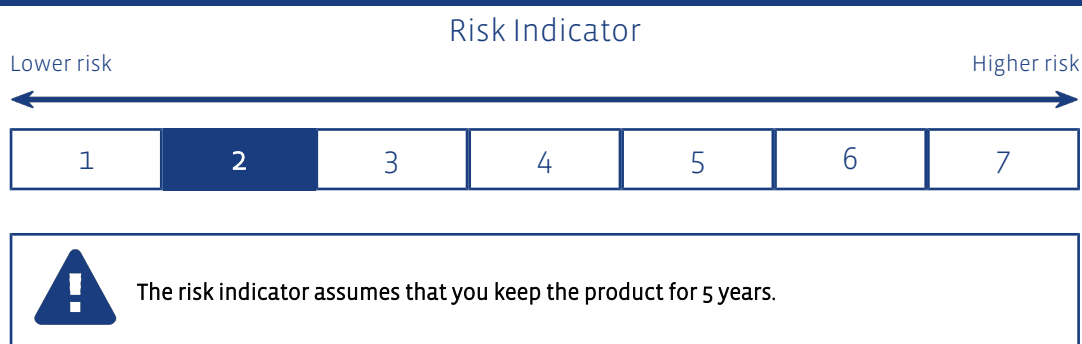 Risk Indicator
Lower risk Higher risk
1 2 3 4 5 6 7
The risk indicator assumes that you keep the product for 5 years.